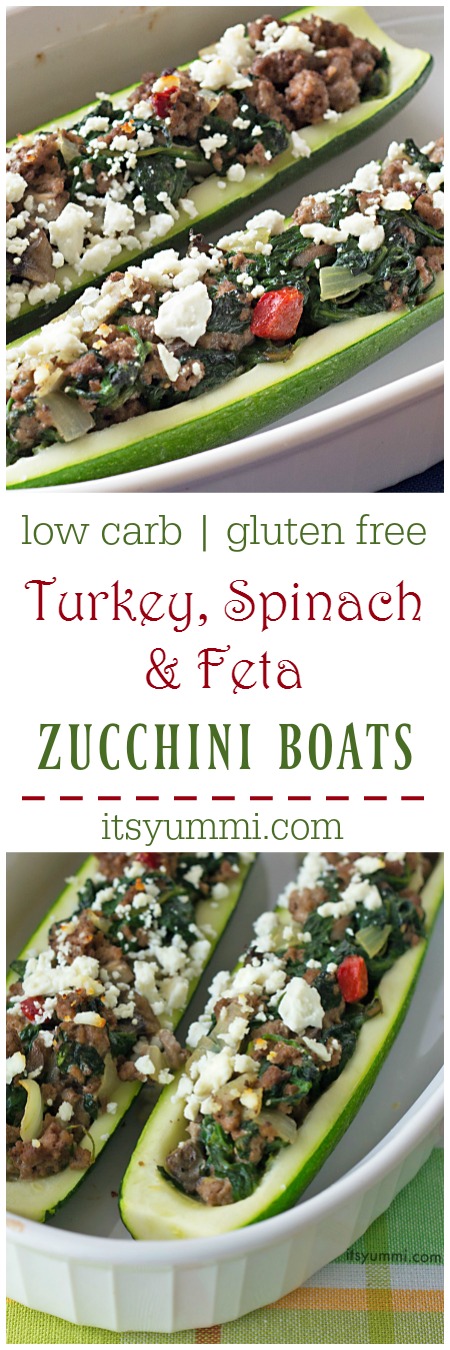 low carb | gluten free
Turkey, Spinach
& Feta
ZUCCHINI BOATS
itsyummi.com
itsyummi.com